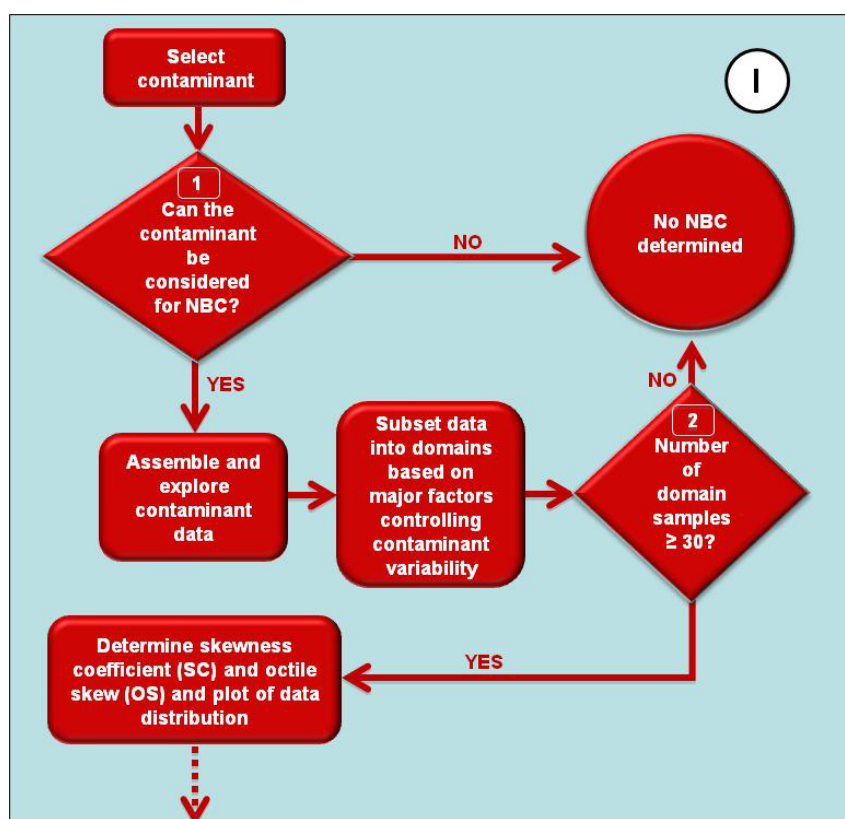 Select
contaminant
I
1
Can the
contaminant
be
considered
for NBC?
NO
No NBC
determined
YES
Assemble and
explore
contaminant
data
Subset data
into domains
based on
major factors
controlling
contaminant
variability
NO
2
Number
of
domain
samples
≥ 30?
YES
Determine skewness
coefficient (SC) and octile
skew (OS) and plot of data
distribution